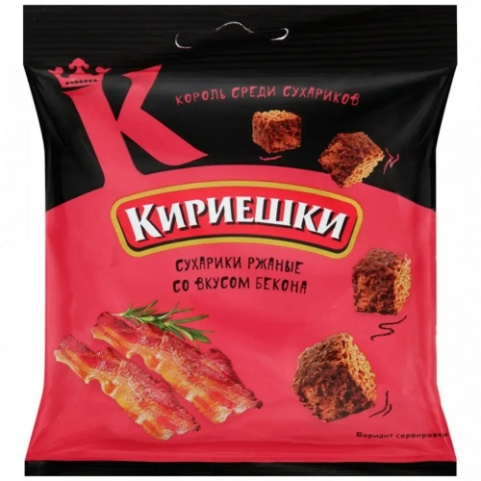 К
КОРОЛЬ СРЕДИ СУХАРИКОВ
КИРИЕШКИ
СУХАРИКИ РЖАНЫЕ
СО ВКУСОМ БЕКОНА
Вариант сервировки